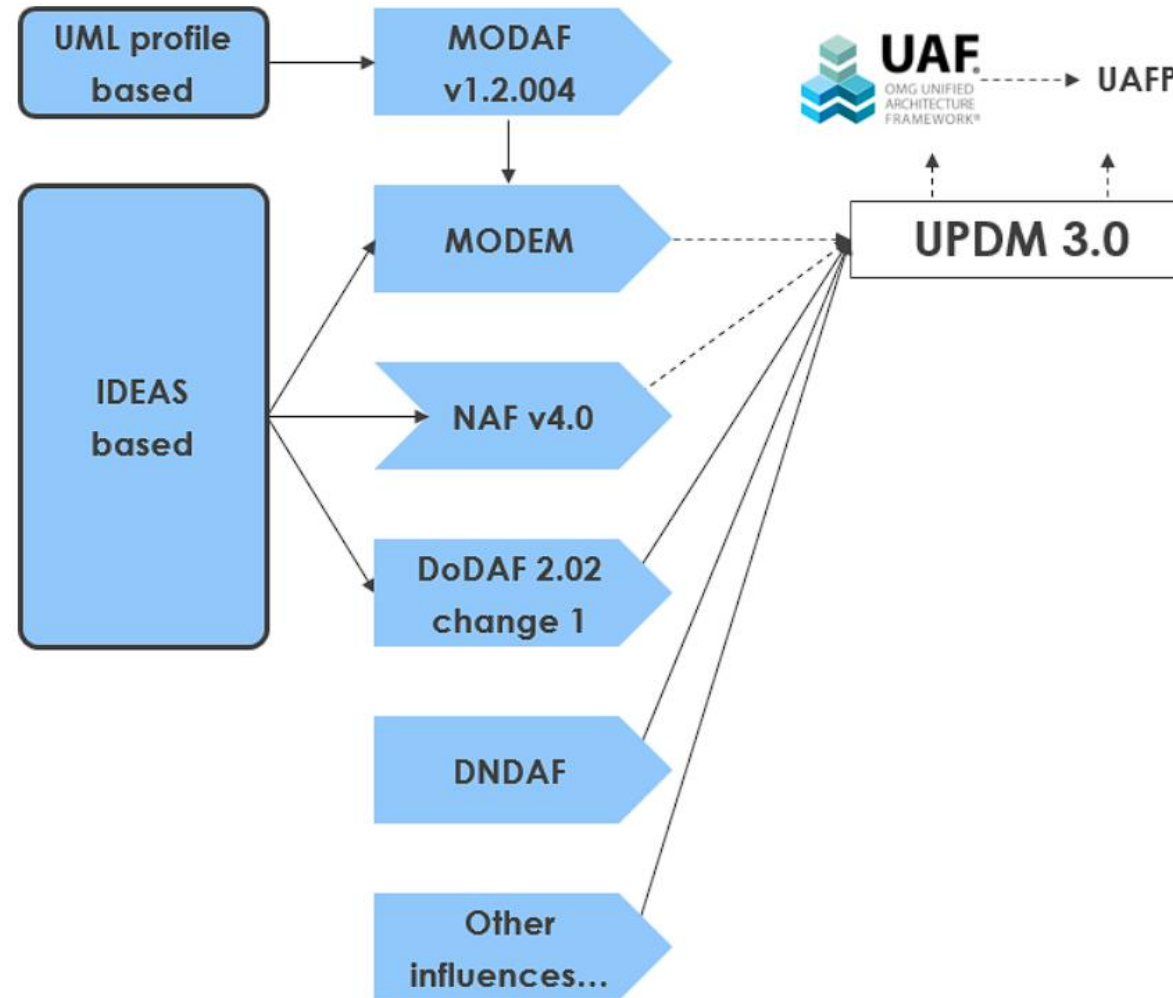 UML profile
based
MODAF
v1.2.004
UAF®
OMG UNIFIED
ARCHITECTURE
FRAMEWORK®
UAFP
IDEAS
based
MODEM
UPDM 3.0
NAF v4.0
DoDAF 2.02
change 1
DNDAF
Other
influences...